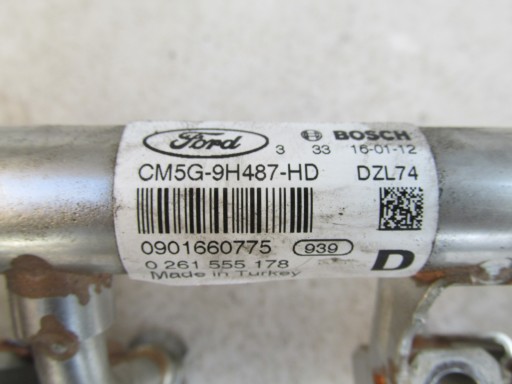 Ford 3 33 BOSCH 16-01-12
CM5G-9H487-HD DZL74
0901660775 939
0 261 555 178 D
Made in Turkey